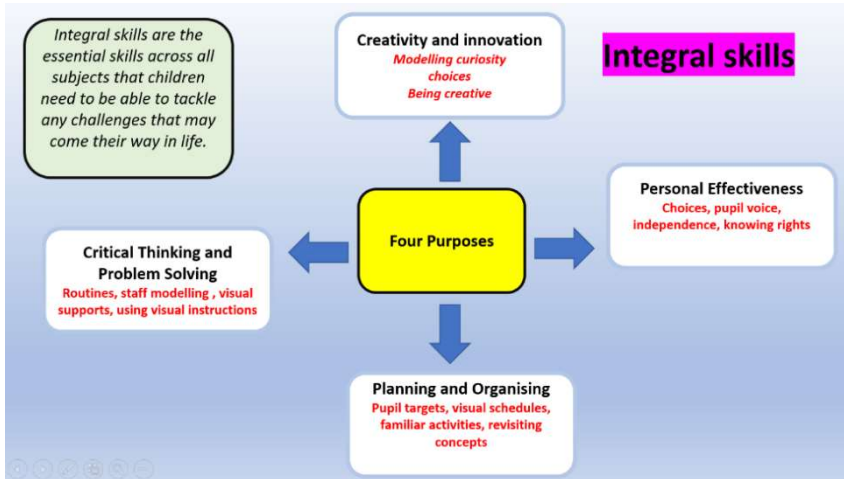 Integral skills are the
essential skills across all
subjects that children
need to be able to tackle
any challenges that may
come their way in life.
Creativity and innovation
Modelling curiosity
choices
Being creative
Integral skills
Personal Effectiveness
Choices, pupil voice,
independence, knowing rights
Four Purposes
Critical Thinking and
Problem Solving
Routines, staff modelling , visual
supports, using visual instructions
Planning and Organising
Pupil targets, visual schedules,
familiar activities, revisiting
concepts